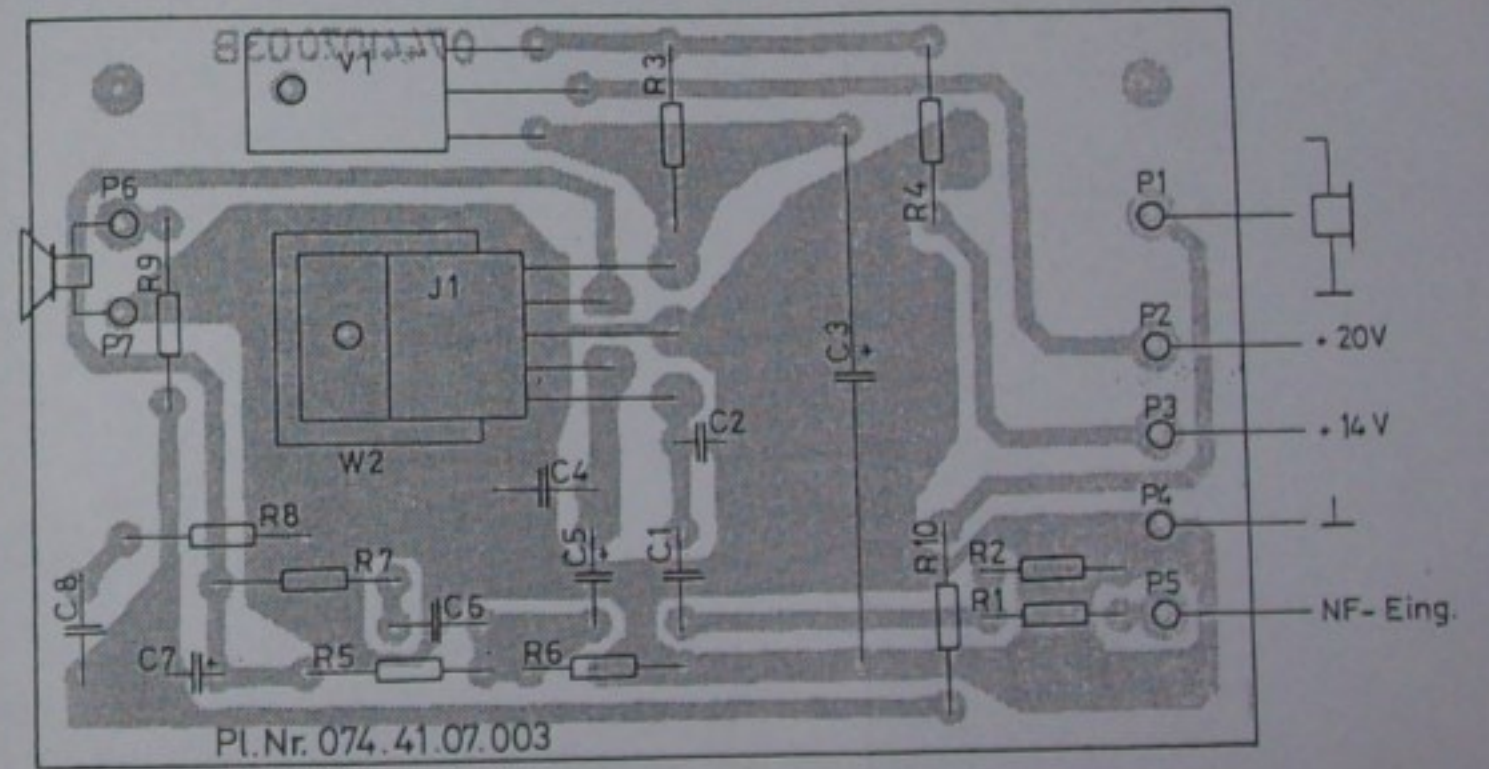 V1
R3
R4
P6
P1
R9
J1
P7
P2
+ 20V
C3
P3
+ 14V
C2
W2
C4
P4
R8
R10
C5
C1
R2
R7
C8
C6
R1
P5
NF-Eing.
C7
R5
R6
Pl.Nr. 074.41.07.003